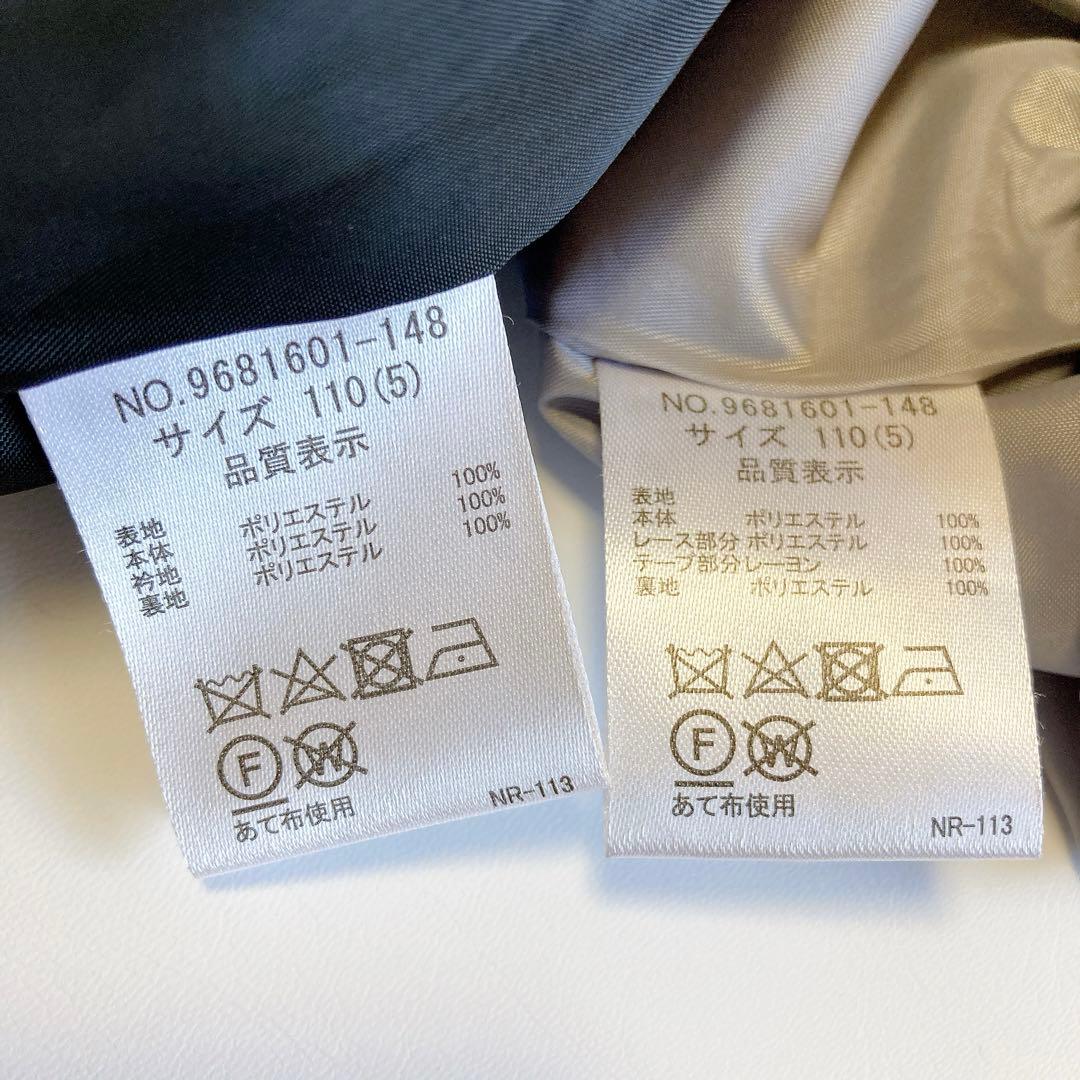 NO.9681601-148
サイズ 110(5)
品質表示
表地
本体 ポリエステル 100%
衿地 ポリエステル 100%
裏地 ポリエステル 100%
F W
あて布使用
NR-113
NO.9681601-148
サイズ 110(5)
品質表示
表地
本体 ポリエステル 100%
レース部分 ポリエステル 100%
テープ部分 レーヨン 100%
裏地 ポリエステル 100%
F W
あて布使用
NR-113